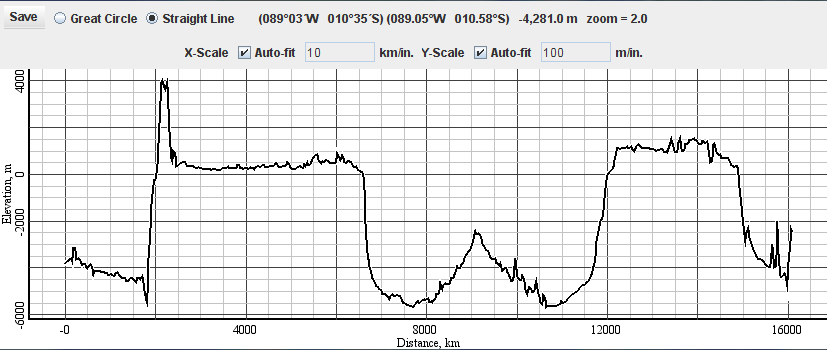 Save Great Circle Straight Line (089°03´W 010°35´S) (089.05°W 010.58°S) -4,281.0 m zoom = 2.0
X-Scale Auto-fit 10 km/in. Y-Scale Auto-fit 100 m/in.
4000
0
-2000
-6000
Elevation, m
-0 4000 8000 12000 16000
Distance, km